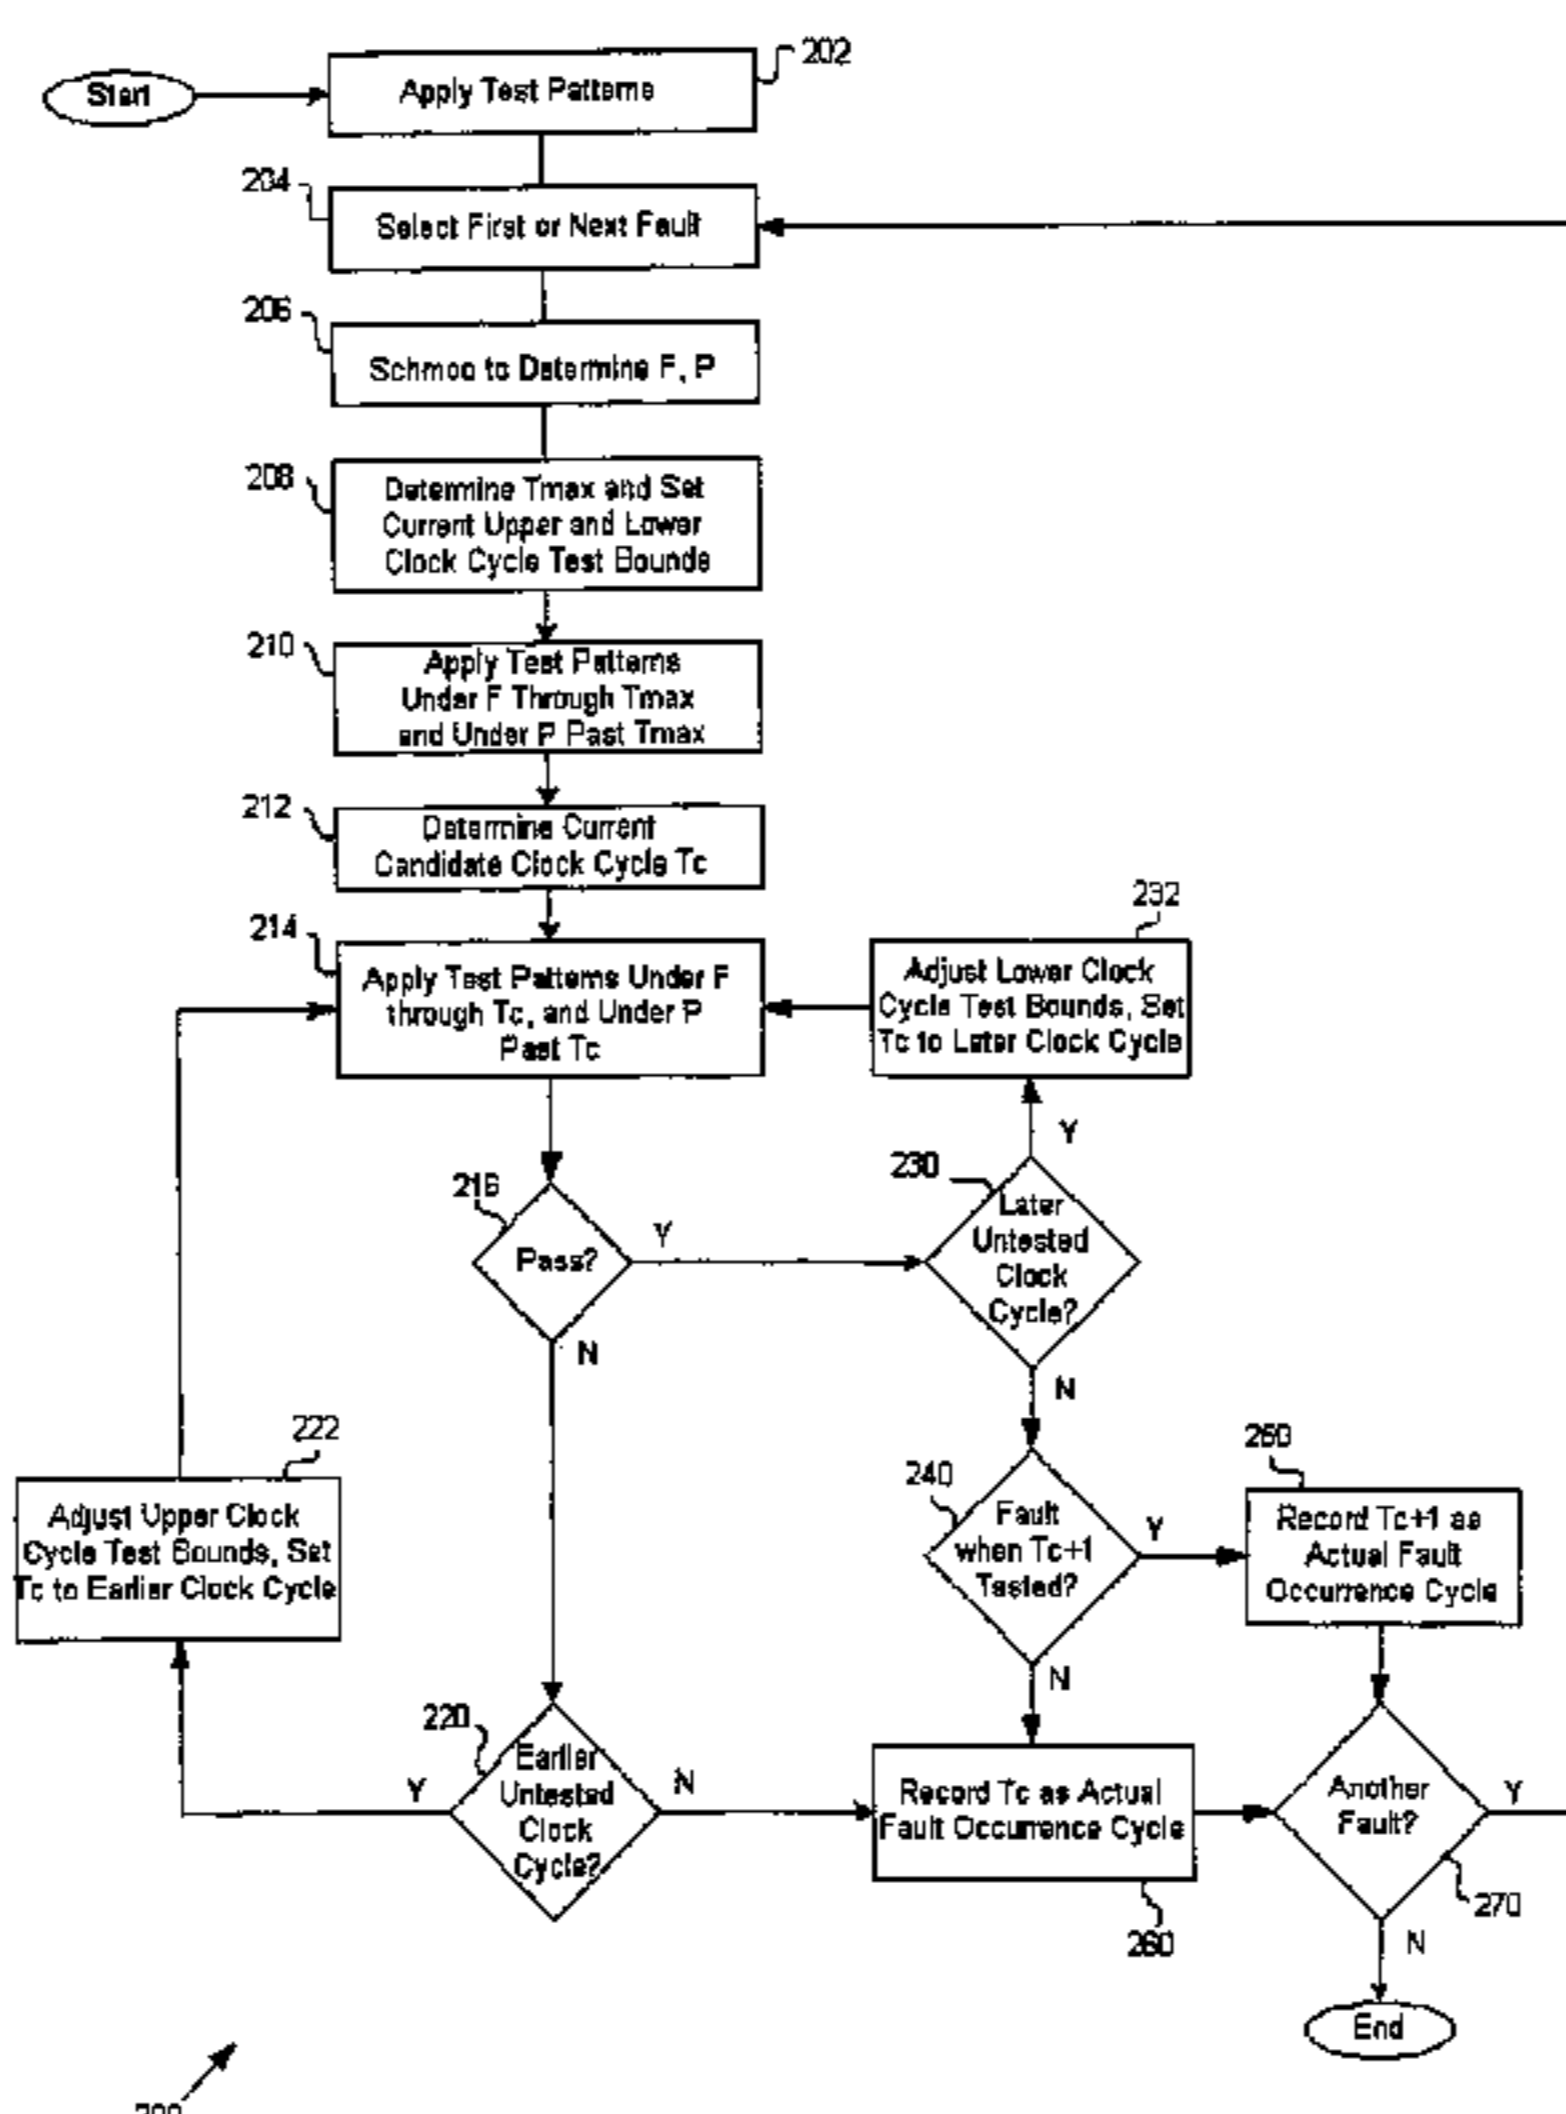 202
Start
Apply Test Patterns
204
Select First or Next Fault
206
Schmoo to Determine F, P
208
Determine Tmax and Set
Current Upper and Lower
Clock Cycle Test Bounds
210
Apply Test Patterns
Under F Through Tmax
and Under P Past Tmax
212
Determine Current
Candidate Clock Cycle Tc
214
Apply Test Patterns Under F
through Tc, and Under P
Past Tc
232
Adjust Lower Clock
Cycle Test Bounds, Set
Tc to Later Clock Cycle
Y
216
Pass?
Y
N
230
Later
Untested
Clock
Cycle?
N
222
Adjust Upper Clock
Cycle Test Bounds, Set
Tc to Earlier Clock Cycle
240
Fault
when Tc+1
Tested?
Y
N
Record Tc+1 as
Actual Fault
Occurrence Cycle
220
Earlier
Untested
Clock
Cycle?
Y
N
Record Tc as Actual
Fault Occurrence Cycle
Another
Fault?
Y
270
N
End